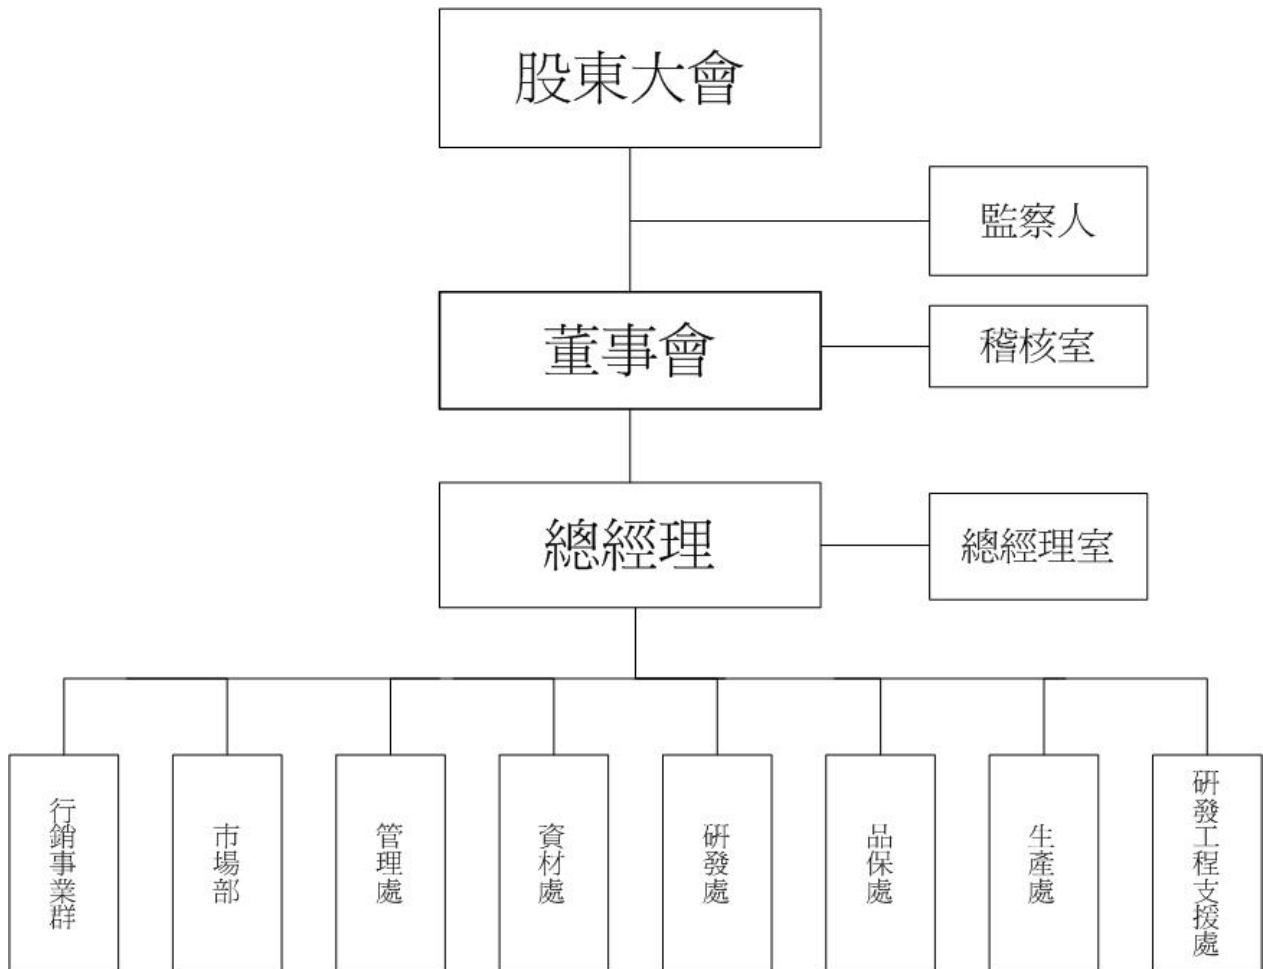 股東大會
監察人
董事會
稽核室
總經理
總經理室
行銷事業群
市場部
管理處
資材處
研發處
品保處
生產處
研發工程支援處